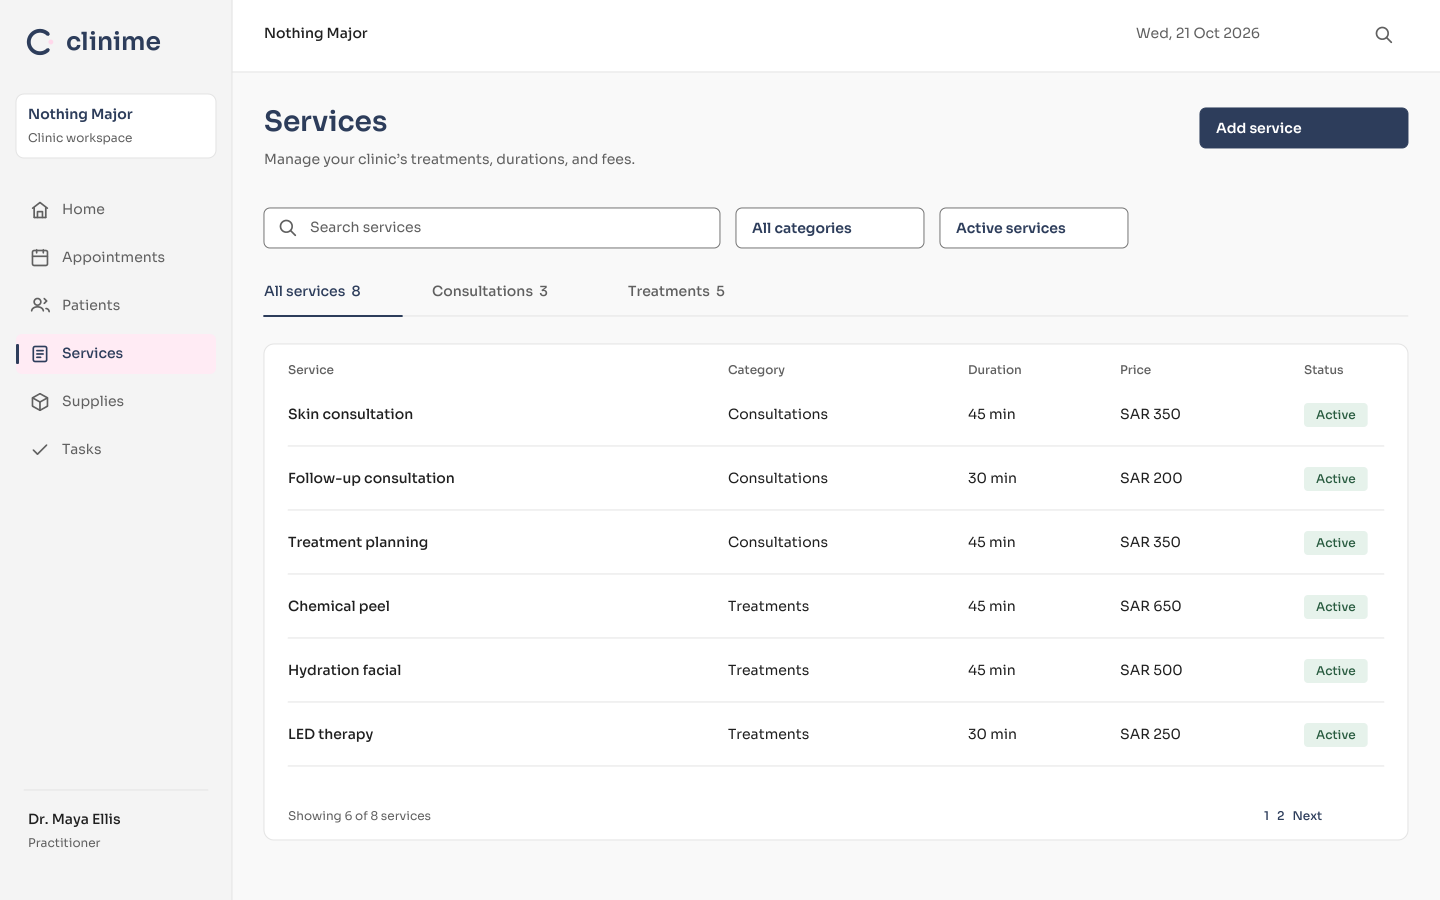 clinime
Nothing Major
Clinic workspace
Home
Appointments
Patients
Services
Supplies
Tasks
Dr. Maya Ellis
Practitioner
Nothing Major
Wed, 21 Oct 2026
Services
Manage your clinic’s treatments, durations, and fees.
Add service
Search services
All categories
Active services
All services 8
Consultations 3
Treatments 5
Service Category Duration Price Status
Skin consultation Consultations 45 min SAR 350 Active
Follow-up consultation Consultations 30 min SAR 200 Active
Treatment planning Consultations 45 min SAR 350 Active
Chemical peel Treatments 45 min SAR 650 Active
Hydration facial Treatments 45 min SAR 500 Active
LED therapy Treatments 30 min SAR 250 Active
Showing 6 of 8 services
1 2 Next